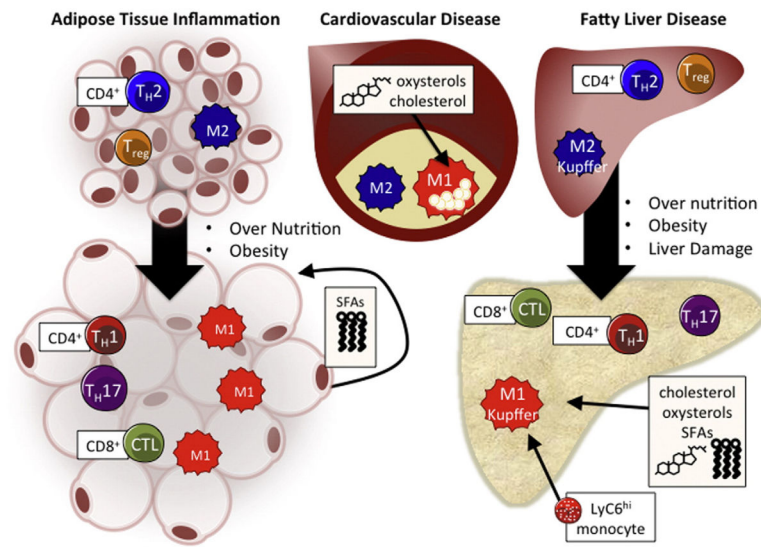 Adipose Tissue Inflammation
CD4⁺
TH2
Treg
M2
Over Nutrition
Obesity
SFAs
CD4⁺
TH1
TH17
CD8⁺
CTL
M1
M1
M1
Cardiovascular Disease
oxysterols
cholesterol
M2
M1
Fatty Liver Disease
CD4⁺
TH2
Treg
M2
Kupffer
Over nutrition
Obesity
Liver Damage
CD8⁺
CTL
CD4⁺
TH1
TH17
M1
Kupffer
cholesterol
oxysterols
SFAs
LyC6ʰⁱ
monocyte